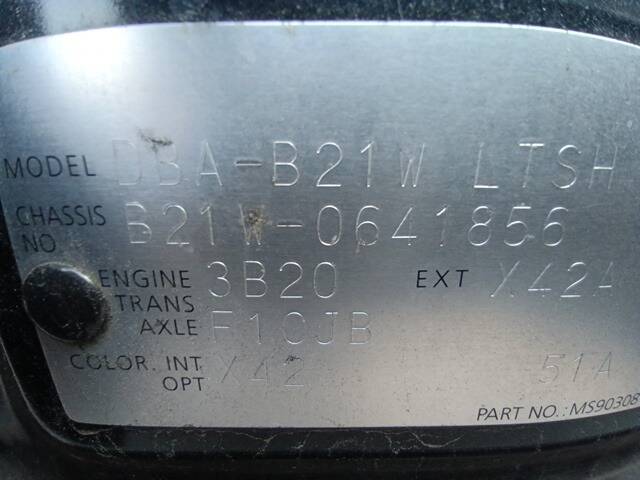 MODEL DBA-B21W LTSH
CHASSIS NO B21W-0641856
ENGINE 3B20 EXT X42A
TRANS AXLE F1CJB
COLOR. INT OPT X42 51A
PART NO.: MS90308